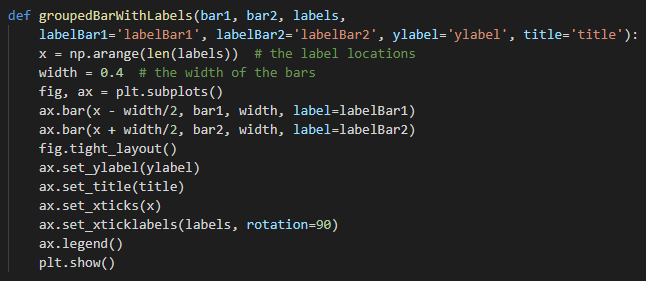 def groupedBarWithLabels(bar1, bar2, labels,
    labelBar1='labelBar1', labelBar2='labelBar2', ylabel='ylabel', title='title'):
    x = np.arange(len(labels))  # the label locations
    width = 0.4  # the width of the bars
    fig, ax = plt.subplots()
    ax.bar(x - width/2, bar1, width, label=labelBar1)
    ax.bar(x + width/2, bar2, width, label=labelBar2)
    fig.tight_layout()
    ax.set_ylabel(ylabel)
    ax.set_title(title)
    ax.set_xticks(x)
    ax.set_xticklabels(labels, rotation=90)
    ax.legend()
    plt.show()